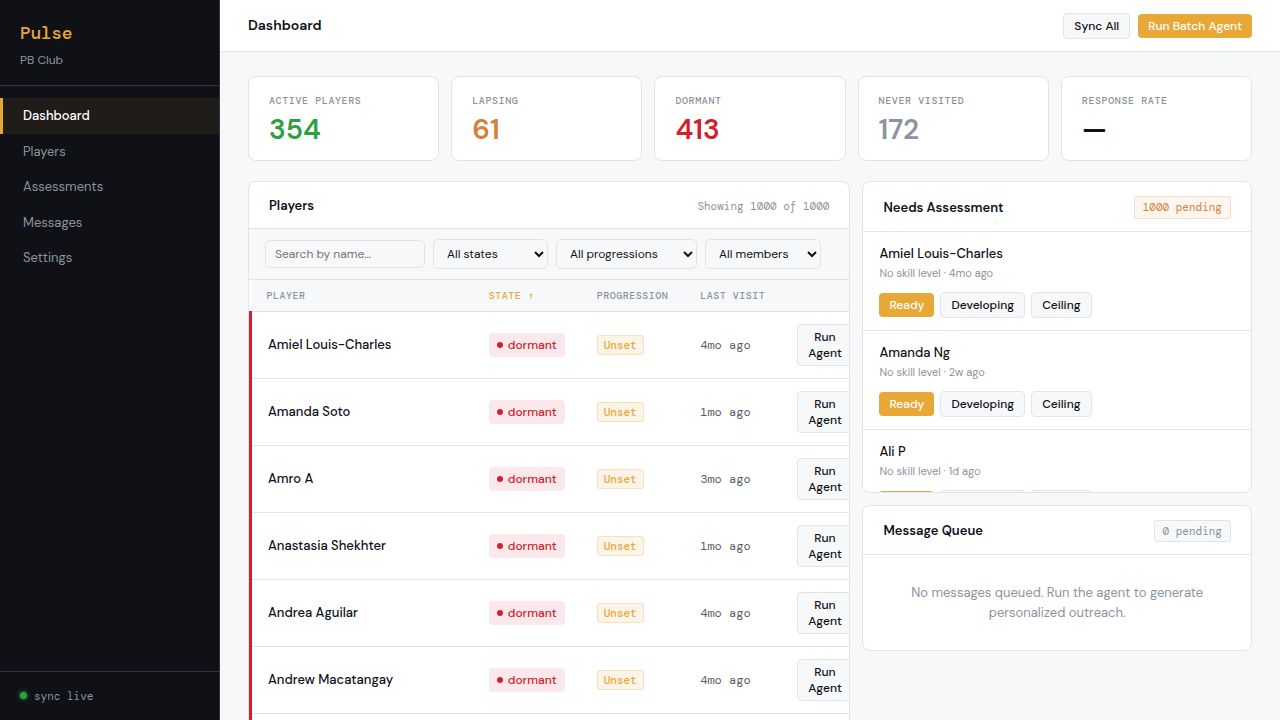 Pulse
PB Club
Dashboard
Players
Assessments
Messages
Settings
sync live
Dashboard
Sync All
Run Batch Agent
ACTIVE PLAYERS
354
LAPSING
61
DORMANT
413
NEVER VISITED
172
RESPONSE RATE
—
Players
Showing 1000 of 1000
Search by name…
All states
All progressions
All members
PLAYER STATE ↑ PROGRESSION LAST VISIT
Amiel Louis-Charles dormant Unset 4mo ago Run
Agent
Amanda Soto dormant Unset 1mo ago Run
Agent
Amro A dormant Unset 3mo ago Run
Agent
Anastasia Shekhter dormant Unset 1mo ago Run
Agent
Andrea Aguilar dormant Unset 4mo ago Run
Agent
Andrew Macatangay dormant Unset 4mo ago Run
Agent
Needs Assessment
1000 pending
Amiel Louis-Charles
No skill level · 4mo ago
Ready Developing Ceiling
Amanda Ng
No skill level · 2w ago
Ready Developing Ceiling
Ali P
No skill level · 1d ago
Message Queue
0 pending
No messages queued. Run the agent to generate
personalized outreach.